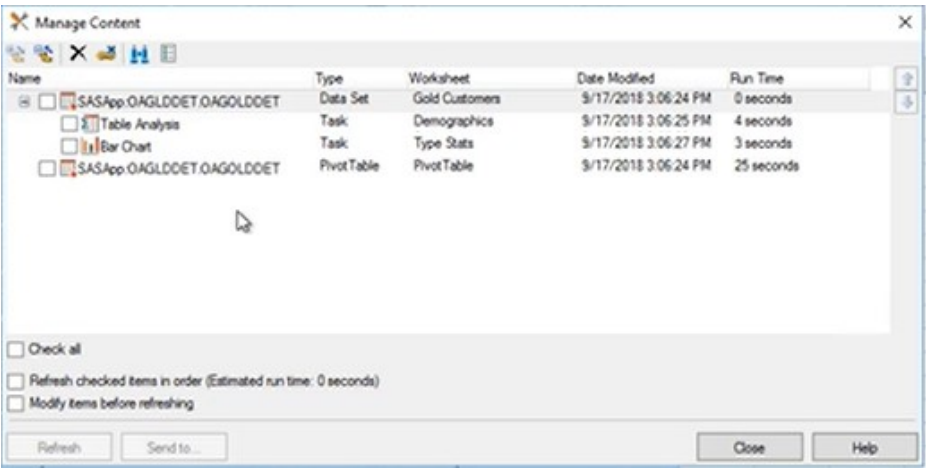 Manage Content
Name Type Worksheet Date Modified Run Time
SASApp:OAGLDDET.OAGOLDDET Data Set Gold Customers 9/17/2018 3:06:24 PM 0 seconds
Table Analysis Task Demographics 9/17/2018 3:06:25 PM 4 seconds
Bar Chart Task Type Stats 9/17/2018 3:06:27 PM 3 seconds
SASApp:OAGLDDET.OAGOLDDET PivotTable PivotTable 9/17/2018 3:06:24 PM 25 seconds
Check all
Refresh checked items in order (Estimated run time: 0 seconds)
Modify items before refreshing
Refresh Send to... Close Help